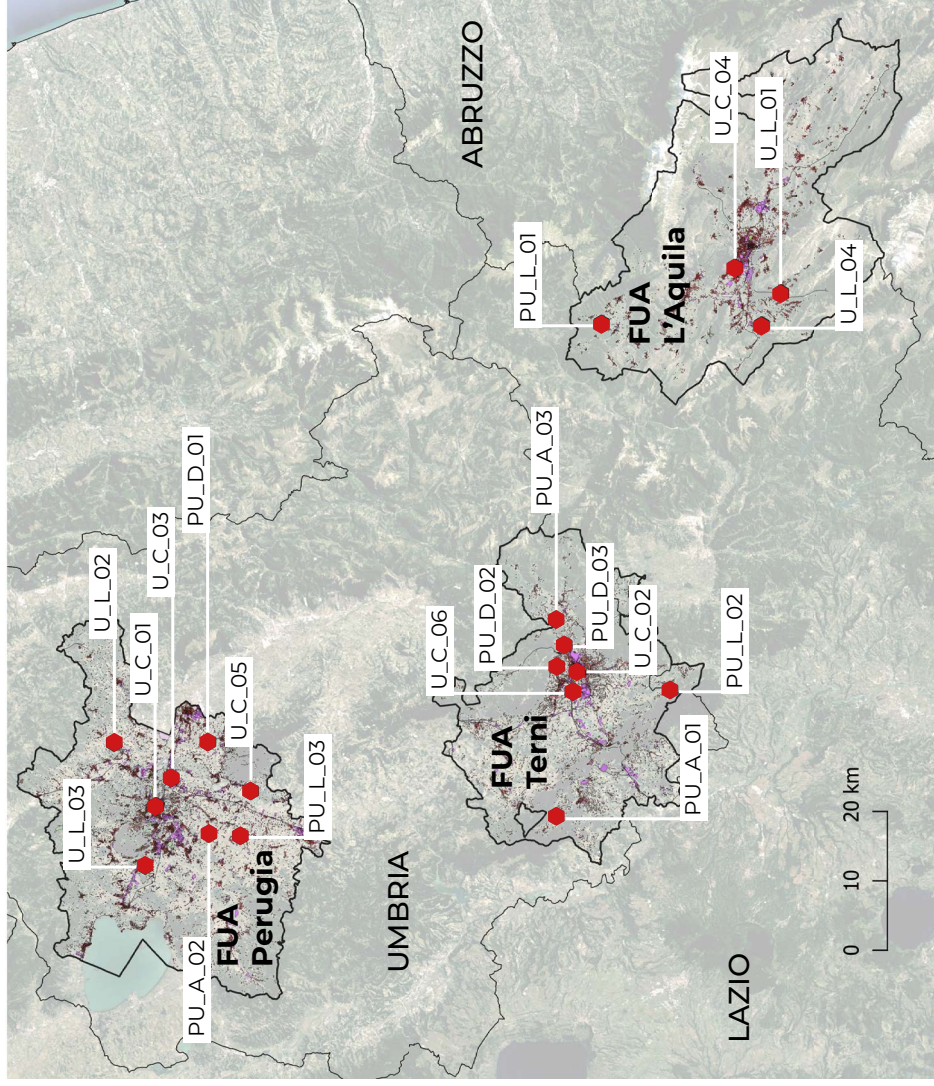 ABRUZZO
U_C_04
U_L_01
PU_L_01
FUA
L'Aquila
U_L_04
U_L_02
U_C_01
U_C_03
PU_D_01
U_L_03
U_C_05
PU_L_03
FUA
Perugia
PU_A_02
UMBRIA
PU_A_03
PU_D_02
PU_D_03
U_C_06
U_C_02
FUA
Terni
PU_L_02
PU_A_01
LAZIO
0 10 20 km